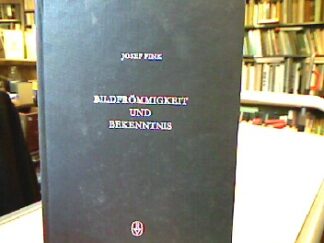 JOSEF FINK
BILDFRÖMMIGKEIT
UND
BEKENNTNIS